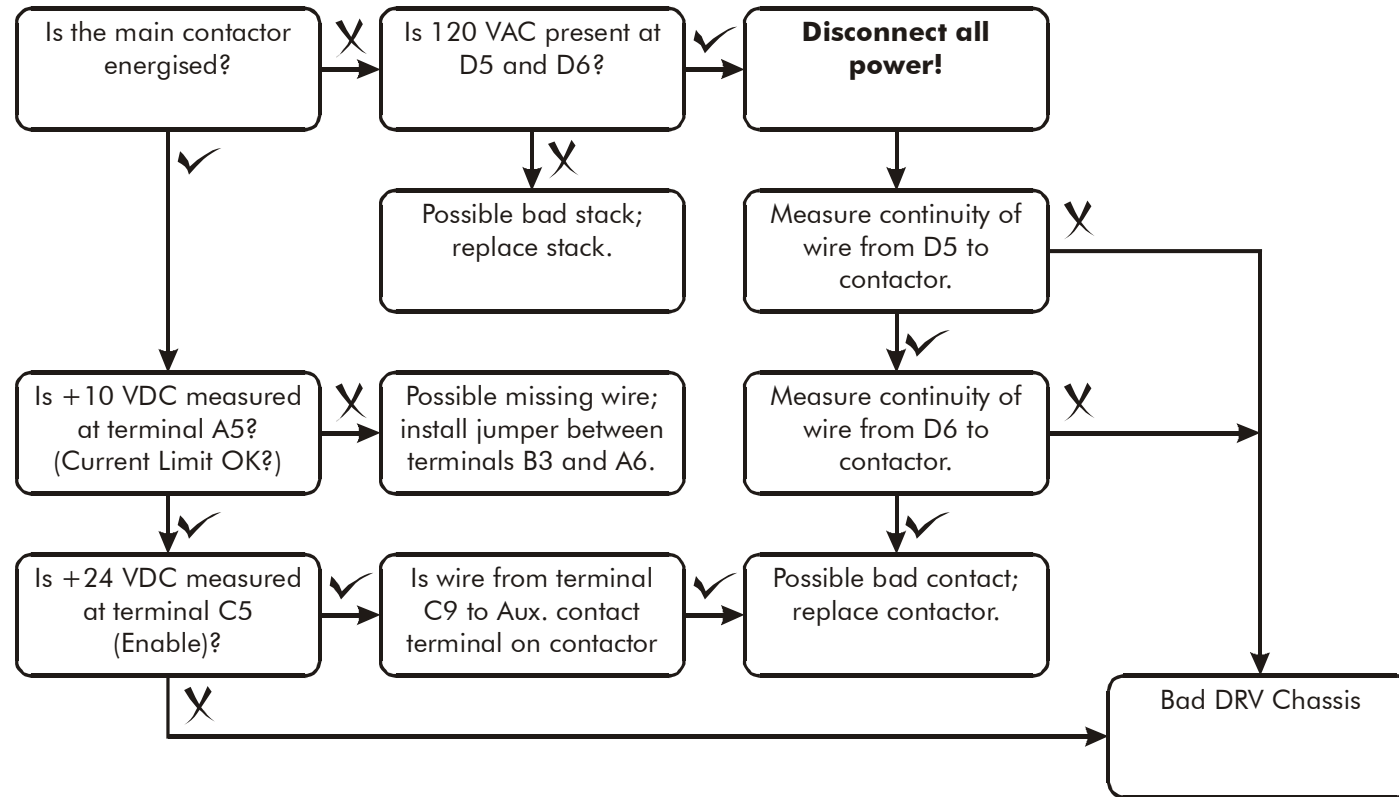 Is the main contactor
energised?
Is 120 VAC present at
D5 and D6?
Disconnect all
power!
Possible bad stack;
replace stack.
Measure continuity of
wire from D5 to
contactor.
Is +10 VDC measured
at terminal A5?
(Current Limit OK?)
Possible missing wire;
install jumper between
terminals B3 and A6.
Measure continuity of
wire from D6 to
contactor.
Is +24 VDC measured
at terminal C5
(Enable)?
Is wire from terminal
C9 to Aux. contact
terminal on contactor
Possible bad contact;
replace contactor.
Bad DRV Chassis